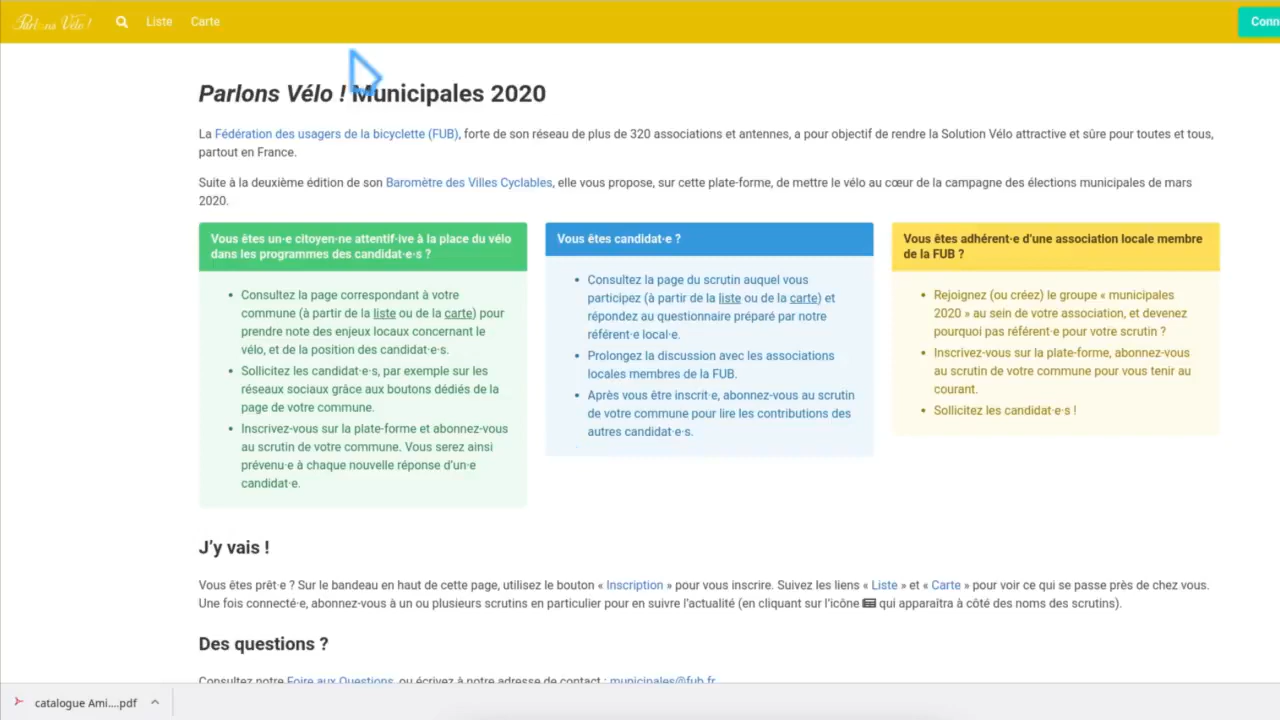 Parlons Vélo !
Liste
Carte
Conn
Parlons Vélo ! Municipales 2020
La Fédération des usagers de la bicyclette (FUB), forte de son réseau de plus de 320 associations et antennes, a pour objectif de rendre la Solution Vélo attractive et sûre pour toutes et tous,
partout en France.
Suite à la deuxième édition de son Baromètre des Villes Cyclables, elle vous propose, sur cette plate-forme, de mettre le vélo au cœur de la campagne des élections municipales de mars
2020.
Vous êtes un·e citoyen·ne attentif·ive à la place du vélo
dans les programmes des candidat·e·s ?
• Consultez la page correspondant à votre
commune (à partir de la liste ou de la carte) pour
prendre note des enjeux locaux concernant le
vélo, et de la position des candidat·e·s.
• Sollicitez les candidat·e·s, par exemple sur les
réseaux sociaux grâce aux boutons dédiés de la
page de votre commune.
• Inscrivez-vous sur la plate-forme et abonnez-vous
au scrutin de votre commune. Vous serez ainsi
prévenu·e à chaque nouvelle réponse d'un·e
candidat·e.
Vous êtes candidat·e ?
• Consultez la page du scrutin auquel vous
participez (à partir de la liste ou de la carte) et
répondez au questionnaire préparé par notre
référent·e local·e.
• Prolongez la discussion avec les associations
locales membres de la FUB.
• Après vous être inscrit·e, abonnez-vous au scrutin
de votre commune pour lire les contributions des
autres candidat·e·s.
Vous êtes adhérent·e d'une association locale membre
de la FUB ?
• Rejoignez (ou créez) le groupe « municipales
2020 » au sein de votre association, et devenez
pourquoi pas référent·e pour votre scrutin ?
• Inscrivez-vous sur la plate-forme, abonnez-vous
au scrutin de votre commune pour vous tenir au
courant.
• Sollicitez les candidat·e·s !
J'y vais !
Vous êtes prêt·e ? Sur le bandeau en haut de cette page, utilisez le bouton « Inscription » pour vous inscrire. Suivez les liens « Liste » et « Carte » pour voir ce qui se passe près de chez vous.
Une fois connecté·e, abonnez-vous à un ou plusieurs scrutins en particulier pour en suivre l'actualité (en cliquant sur l'icône qui apparaîtra à côté des noms des scrutins).
Des questions ?
Consultez notre Foire aux Questions, ou écrivez à notre adresse de contact : municipales@fub.fr
catalogue Ami....pdf